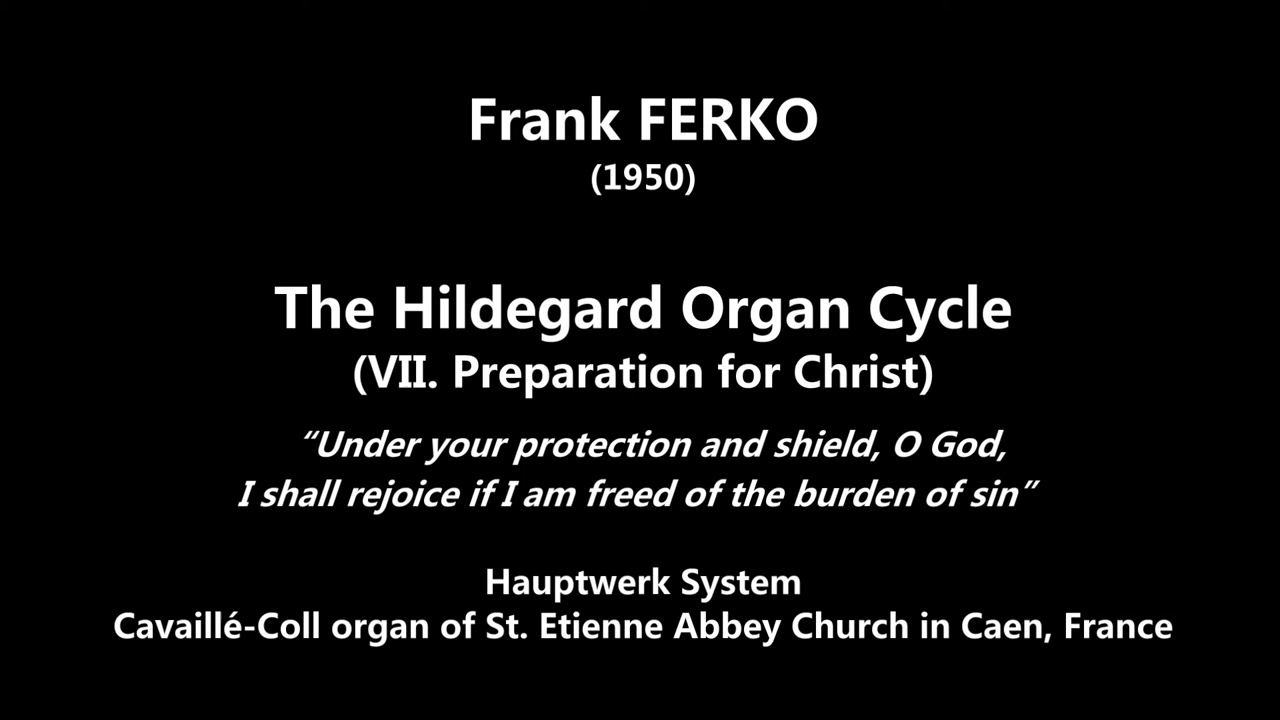 Frank FERKO
(1950)
The Hildegard Organ Cycle
(VII. Preparation for Christ)
“Under your protection and shield, O God,
I shall rejoice if I am freed of the burden of sin”
Hauptwerk System
Cavaillé-Coll organ of St. Etienne Abbey Church in Caen, France